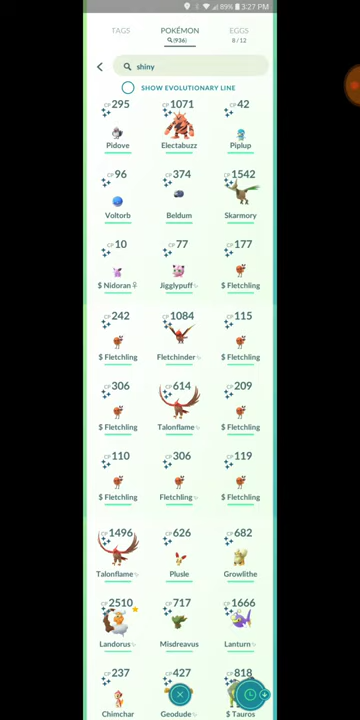 89% 3:27 PM
TAGS POKÉMON EGGS
(936) 8 / 12
shiny
SHOW EVOLUTIONARY LINE
CP295 CP1071 CP42
Pidove Electabuzz Piplup
CP96 CP374 CP1542
Voltorb Beldum Skarmory
CP10 CP77 CP177
$ Nidoran♀ Jigglypuff $ Fletchling
CP242 CP1084 CP115
$ Fletchling Fletchinder $ Fletchling
CP306 CP614 CP209
$ Fletchling Talonflame $ Fletchling
CP110 CP306 CP119
$ Fletchling Fletchling $ Fletchling
CP1496 CP626 CP682
Talonflame Plusle Growlithe
CP2510 CP717 CP1666
Landorus Misdreavus Lanturn
CP237 CP427 CP818
Chimchar Geodude $ Tauros